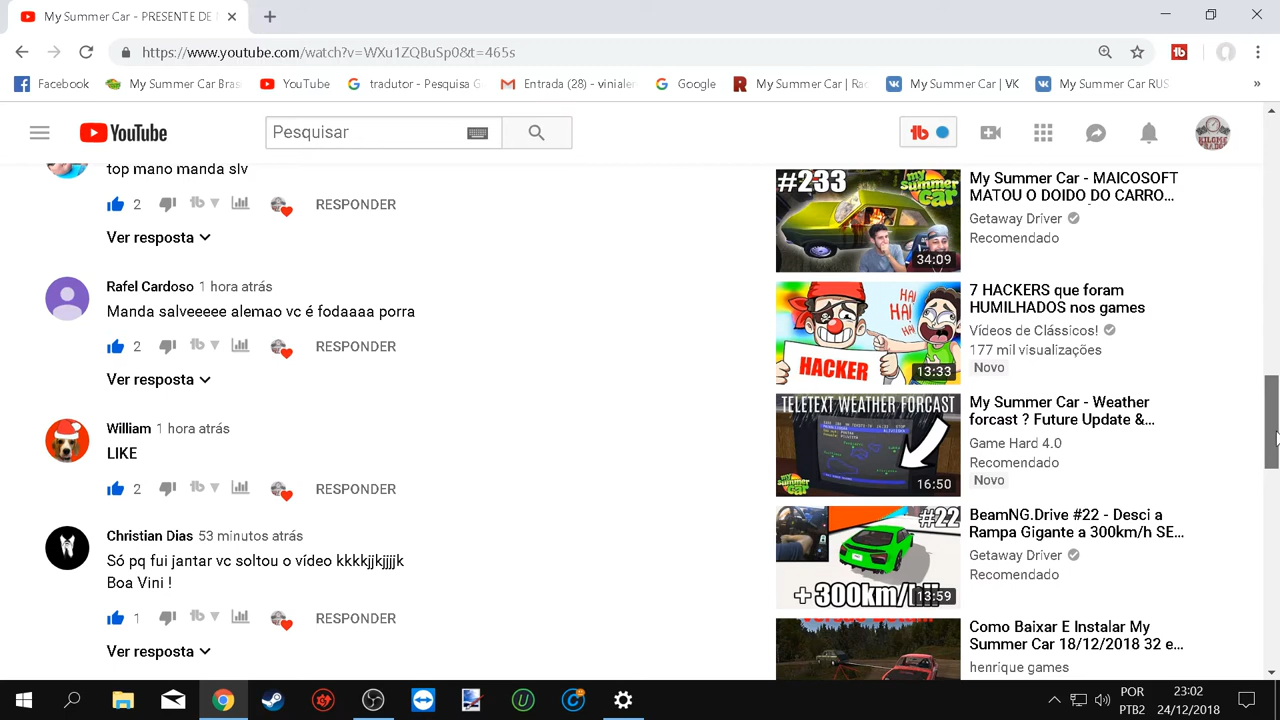 My Summer Car - PRESENTE DE
https://www.youtube.com/watch?v=WXu1ZQBuSp0&t=465s
Facebook
My Summer Car Bras
YouTube
tradutor - Pesquisa G
Entrada (28) - vinialen
Google
My Summer Car | Rac
My Summer Car | VK
My Summer Car RUS
»
YouTube
Pesquisar
tb
top mano manda slv
2
RESPONDER
Ver resposta
Rafel Cardoso 1 hora atrás
Manda salveeeee alemao vc é fodaaaa porra
2
RESPONDER
Ver resposta
William 1 hora atrás
LIKE
2
RESPONDER
Christian Dias 53 minutos atrás
Só pq fui jantar vc soltou o vídeo kkkkjjkjjjjk
Boa Vini !
1
RESPONDER
Ver resposta
#233
my summer car
34:09
My Summer Car - MAICOSOFT
MATOU O DOIDO DO CARRO...
Getaway Driver
Recomendado
HA!
HA!
HA!
HACKER
13:33
7 HACKERS que foram
HUMILHADOS nos games
Vídeos de Clássicos!
177 mil visualizações
Novo
TELETEXT WEATHER FORCAST
my summer car
16:50
My Summer Car - Weather
forcast ? Future Update &...
Game Hard 4.0
Recomendado
Novo
#22
+300km/h!!
13:59
BeamNG.Drive #22 - Desci a
Rampa Gigante a 300km/h SE...
Getaway Driver
Recomendado
Como Baixar E Instalar My
Summer Car 18/12/2018 32 e...
henrique games
POR
PTB2
23:02
24/12/2018